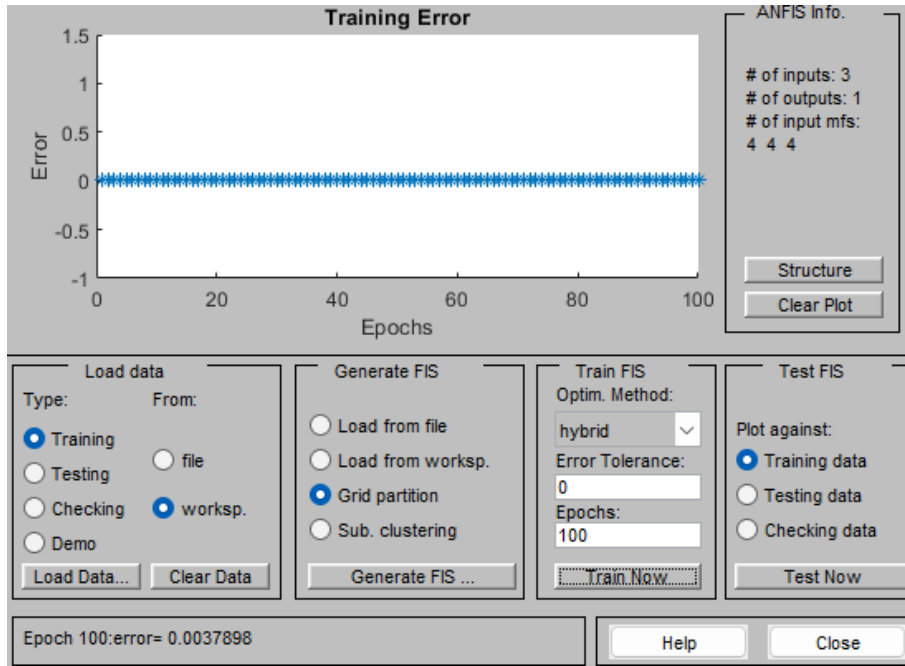 Training Error
1.5
1
0.5
0
-0.5
-1
Error
0 20 40 60 80 100
Epochs
ANFIS Info.
# of inputs: 3
# of outputs: 1
# of input mfs:
4 4 4
Structure
Clear Plot
Load data
Type: From:
Training
Testing
Checking
Demo
file
worksp.
Load Data... Clear Data
Generate FIS
Load from file
Load from worksp.
Grid partition
Sub. clustering
Generate FIS ...
Train FIS
Optim. Method:
hybrid
Error Tolerance:
0
Epochs:
100
Train Now
Test FIS
Plot against:
Training data
Testing data
Checking data
Test Now
Epoch 100:error= 0.0037898
Help Close